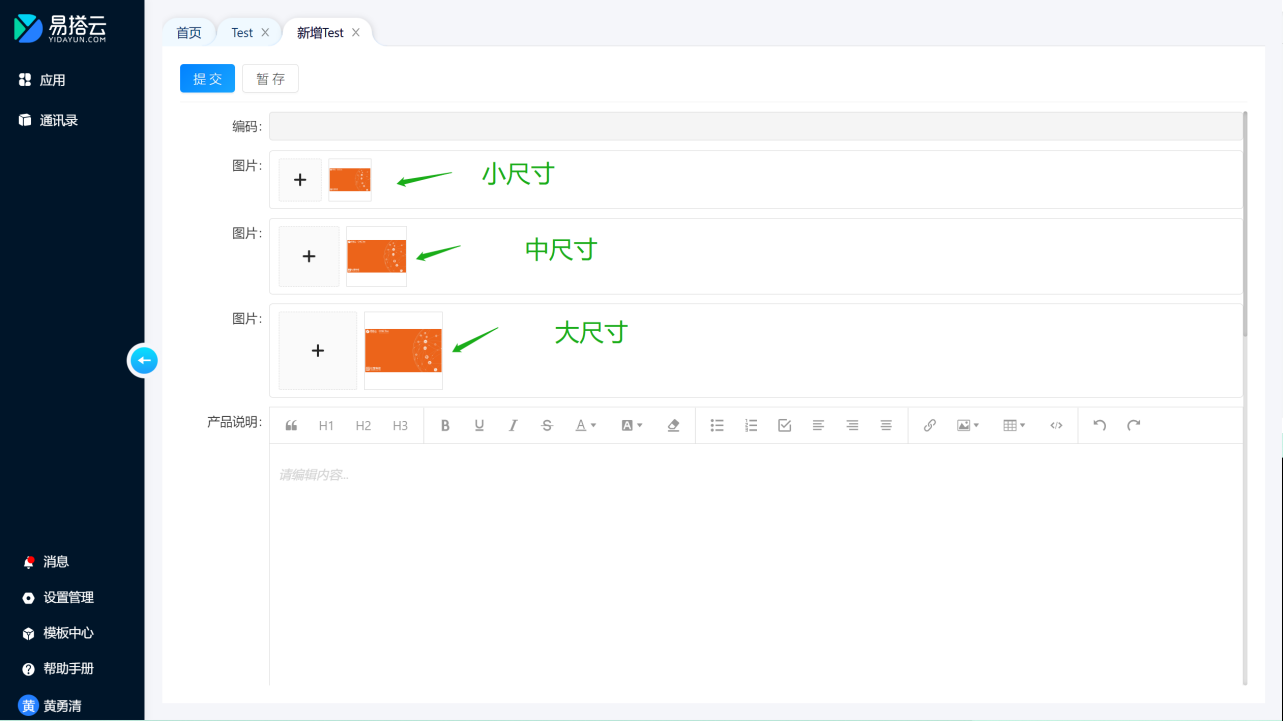 易搭云
YIDAYUN.COM
首页
Test
新增Test
应用
通讯录
提交
暂存
编码:
图片:
小尺寸
图片:
中尺寸
图片:
大尺寸
产品说明:
H1 H2 H3 B U I S A A
请编辑内容...
消息
设置管理
模板中心
帮助手册
黄 黄勇清